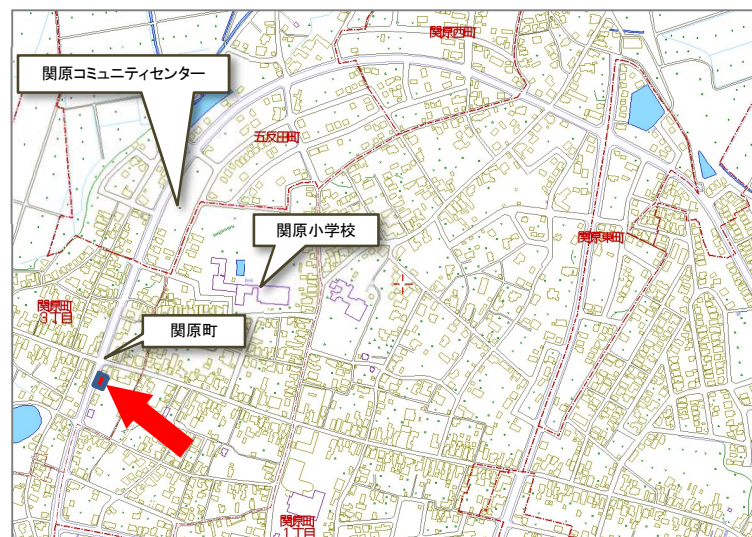 関原西町
関原コミュニティセンター
五反田町
関原小学校
関原東町
関原町
3丁目
関原町
関原町
1丁目